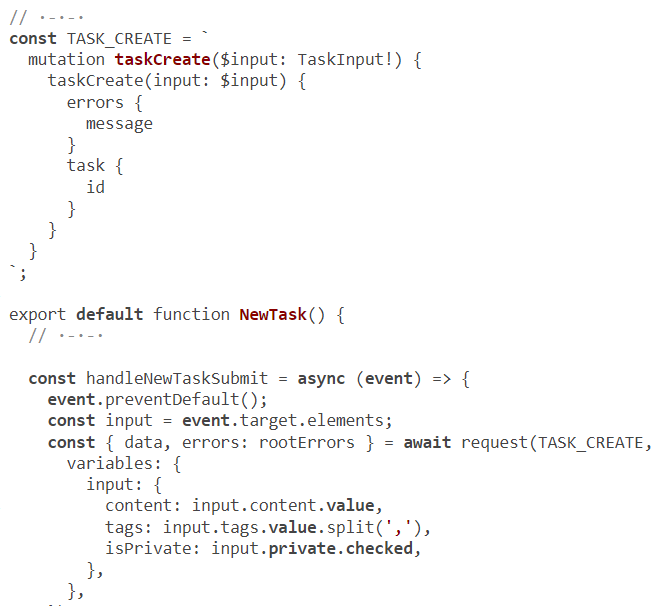 // ·-·-·
const TASK_CREATE = `
  mutation taskCreate($input: TaskInput!) {
    taskCreate(input: $input) {
      errors {
        message
      }
      task {
        id
      }
    }
  }
`;

export default function NewTask() {
  // ·-·-·

  const handleNewTaskSubmit = async (event) => {
    event.preventDefault();
    const input = event.target.elements;
    const { data, errors: rootErrors } = await request(TASK_CREATE,
      variables: {
        input: {
          content: input.content.value,
          tags: input.tags.value.split(','),
          isPrivate: input.private.checked,
        },
      },